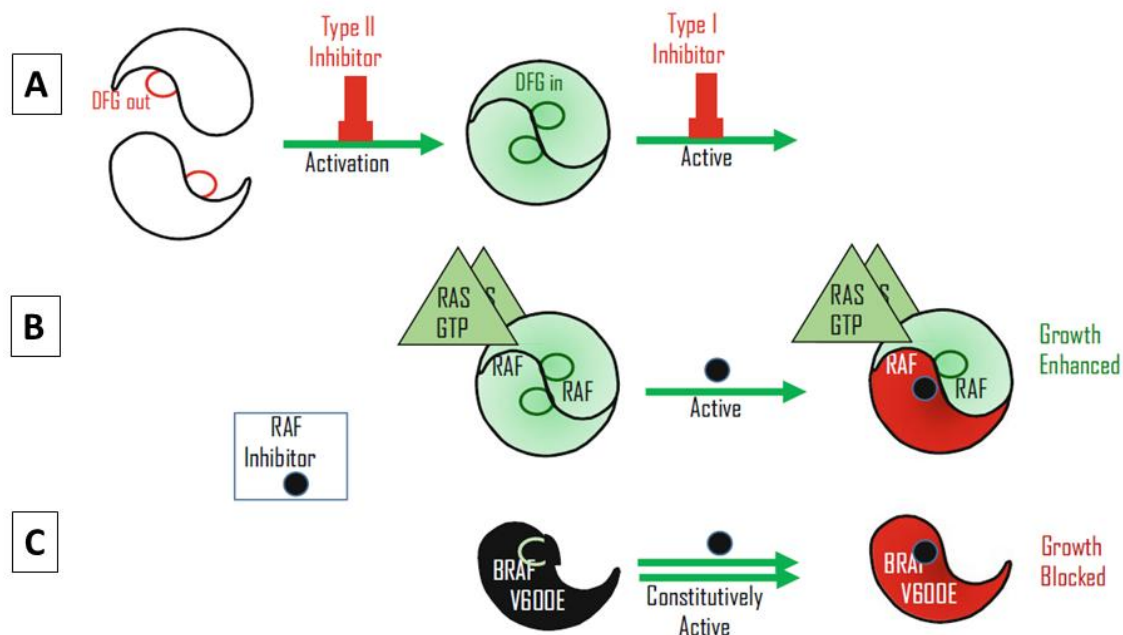 A
DFG out
Type II
Inhibitor
Activation
DFG in
Type I
Inhibitor
Active
B
RAS
GTP
S
RAF
RAF
Active
RAS
GTP
S
RAF
RAF
Growth
Enhanced
RAF
Inhibitor
C
BRAF
V600E
Constitutively
Active
BRAF
V600E
Growth
Blocked